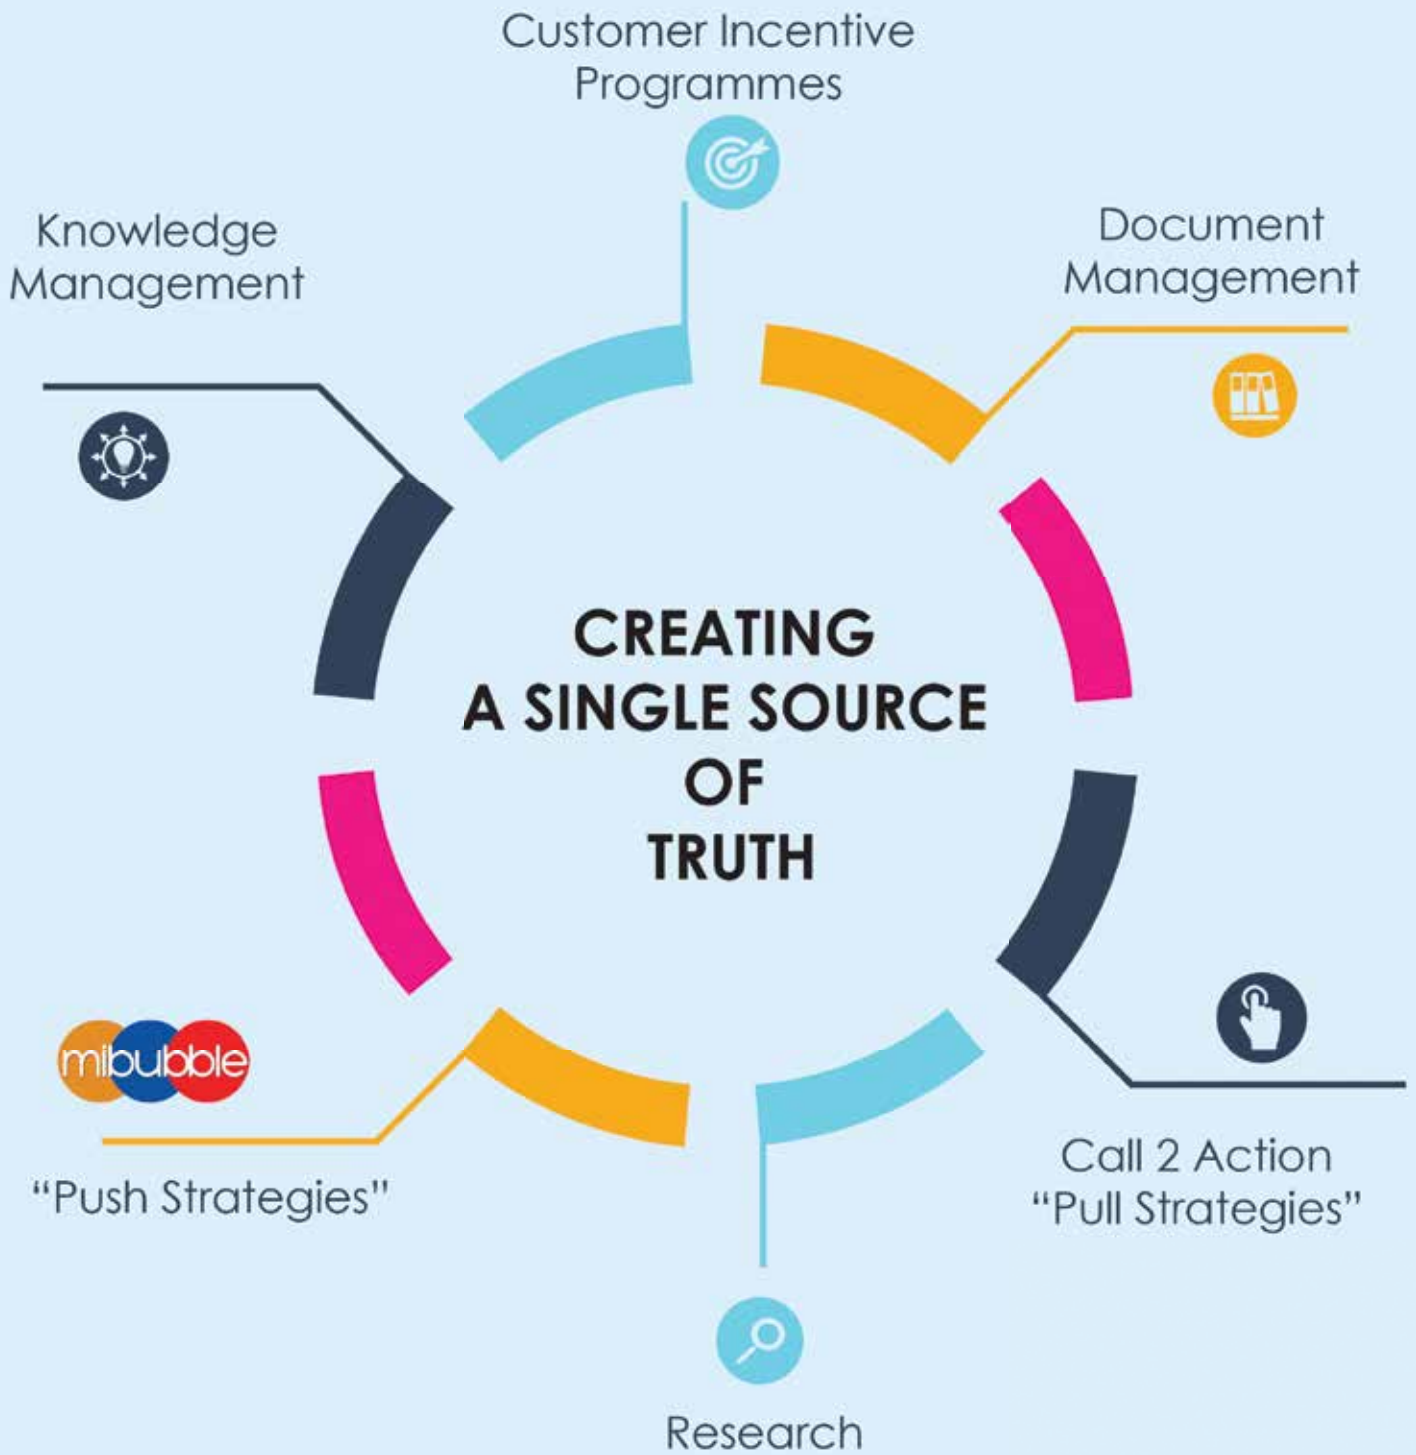 Customer Incentive
Programmes
Knowledge
Management
Document
Management
CREATING
A SINGLE SOURCE
OF
TRUTH
mibubble
“Push Strategies”
Call 2 Action
“Pull Strategies”
Research